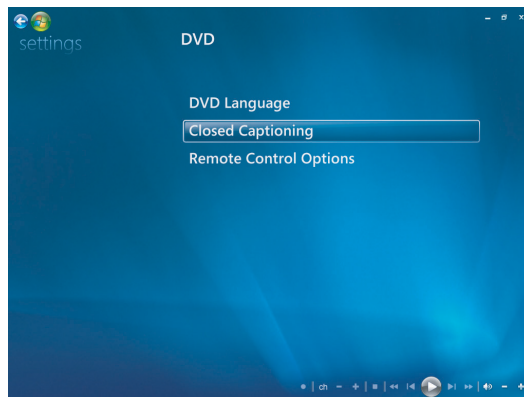 settings
DVD
DVD Language
Closed Captioning
Remote Control Options
ch